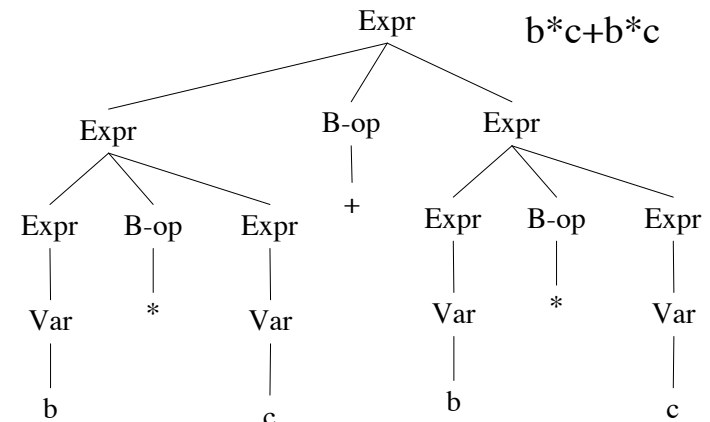 Expr
b*c+b*c
Expr B-op Expr
+
Expr B-op Expr Expr B-op Expr
Var * Var Var * Var
b c b c